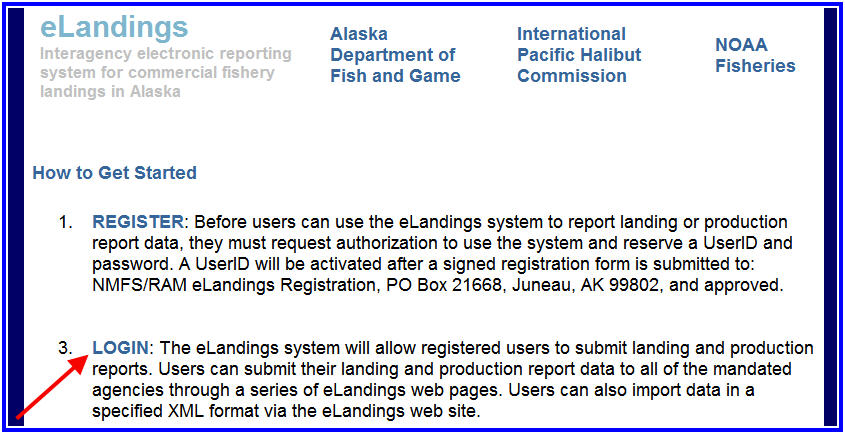 eLandings
Interagency electronic reporting
system for commercial fishery
landings in Alaska
Alaska
Department of
Fish and Game
International
Pacific Halibut
Commission
NOAA
Fisheries
How to Get Started
1. REGISTER: Before users can use the eLandings system to report landing or production
report data, they must request authorization to use the system and reserve a UserID and
password. A UserID will be activated after a signed registration form is submitted to:
NMFS/RAM eLandings Registration, PO Box 21668, Juneau, AK 99802, and approved.
3. LOGIN: The eLandings system will allow registered users to submit landing and production
reports. Users can submit their landing and production report data to all of the mandated
agencies through a series of eLandings web pages. Users can also import data in a
specified XML format via the eLandings web site.